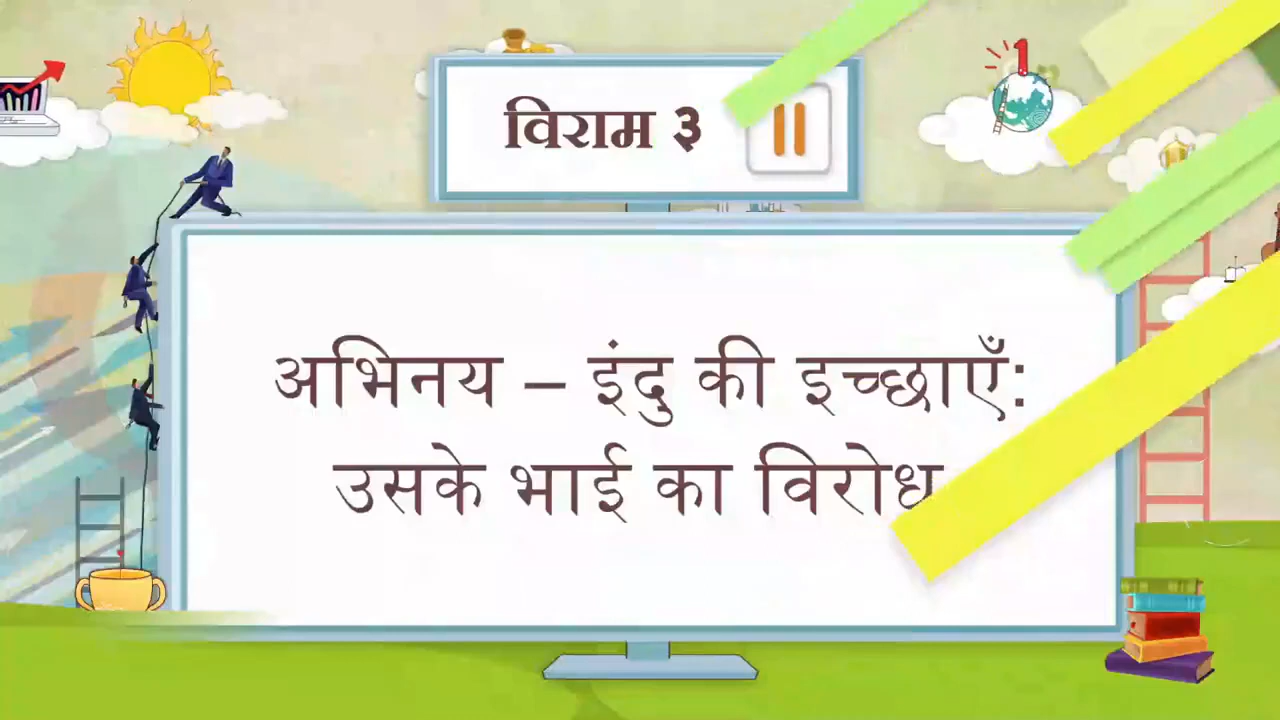 विराम ३
अभिनय – इंदु की इच्छाएँ:
उसके भाई का विरोध